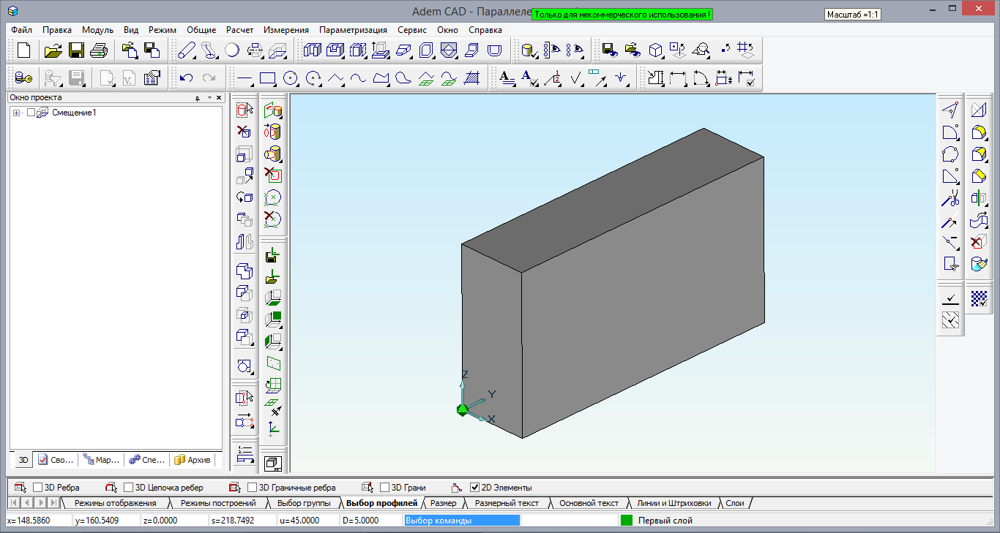 Adem CAD - Параллеле
Только для некоммерческого использования !
Масштаб =1:1
Файл Правка Модуль Вид Режим Общие Расчет Измерения Параметризация Сервис Окно Справка
Окно проекта
Смещение1
Z
Y
X
3D Сво... Мар... Спе... Архив
3D Ребра 3D Цепочка ребер 3D Граничные ребра 3D Грани 2D Элементы
Режимы отображения Режимы построений Выбор группы Выбор профилей Размер Размерный текст Основной текст Линии и Штриховки Слои
x=148.5860 y=160.5409 z=0.0000 s=218.7492 u=45.0000 D=5.0000 Выбор команды Первый слой